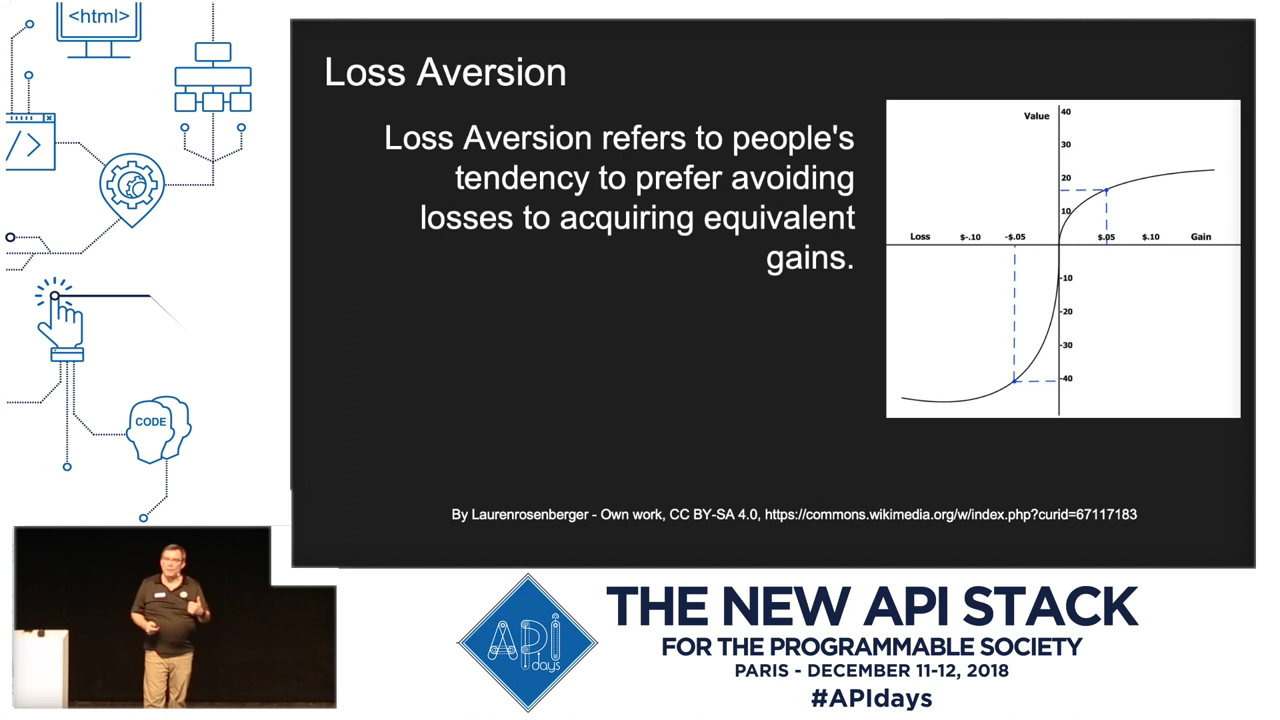 <html>
</>
CODE
Loss Aversion
Loss Aversion refers to people's
tendency to prefer avoiding
losses to acquiring equivalent
gains.
Value
40
30
20
10
Loss $-.10 -$.05 $.05 $.10 Gain
-10
-20
-30
-40
By Laurenrosenberger - Own work, CC BY-SA 4.0, https://commons.wikimedia.org/w/index.php?curid=67117183
API
days
THE NEW API STACK
FOR THE PROGRAMMABLE SOCIETY
PARIS - DECEMBER 11-12, 2018
#APIdays